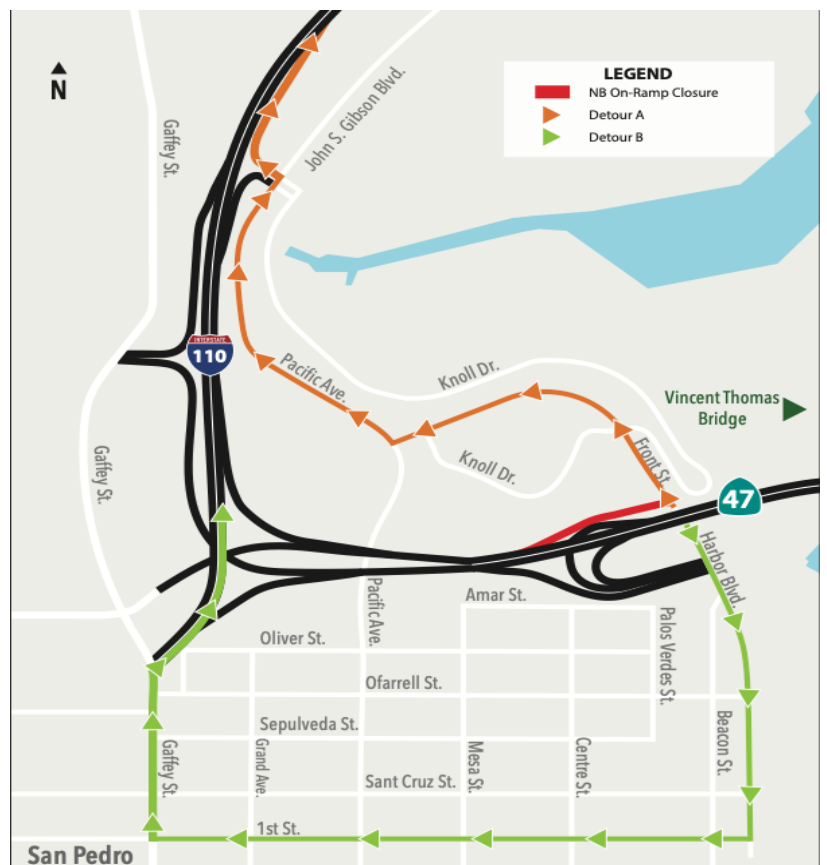 N
Gaffey St.
John S. Gibson Blvd.
LEGEND
NB On-Ramp Closure
Detour A
Detour B
INTERSTATE
110
Pacific Ave.
Knoll Dr.
Vincent Thomas
Bridge
Gaffey St.
Knoll Dr.
Front St.
47
Harbor Blvd.
Pacific Ave.
Amar St.
Palos Verdes St.
Oliver St.
Ofarrell St.
Sepulveda St.
Gaffey St.
Grand Ave.
Mesa St.
Centre St.
Beacon St.
Sant Cruz St.
1st St.
San Pedro